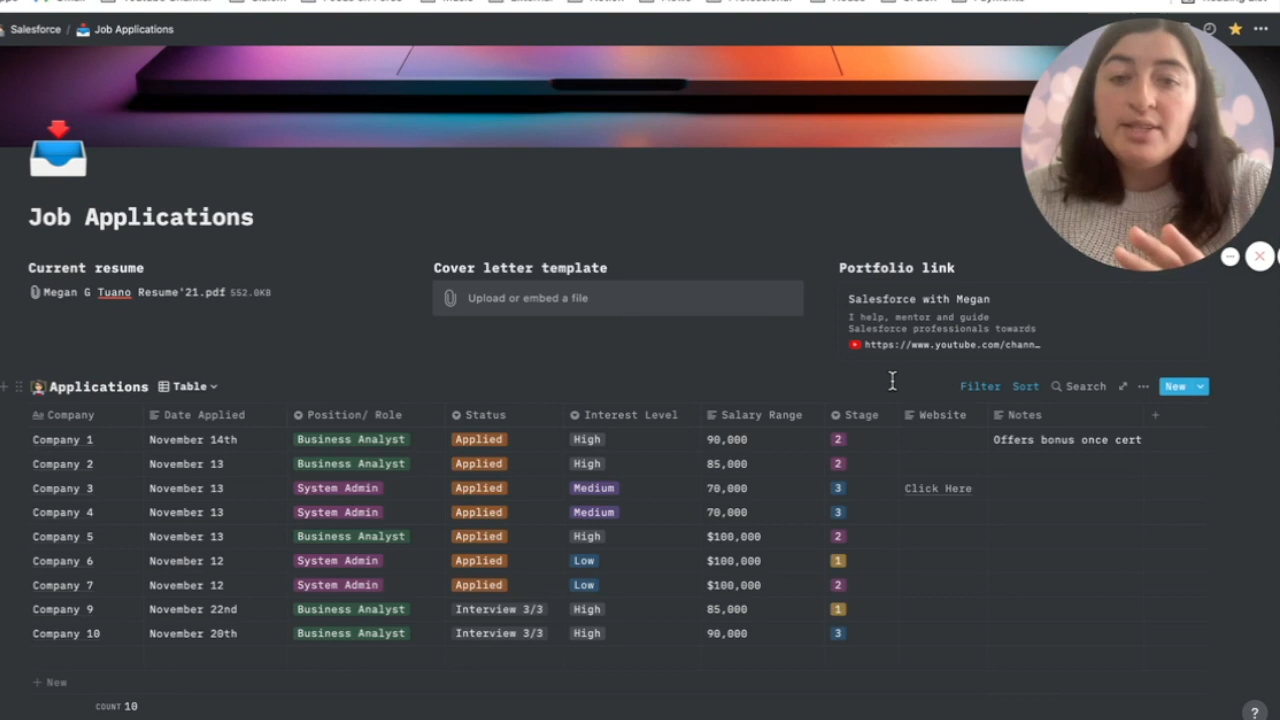 Salesforce / Job Applications
Job Applications
Current resume
Megan G Tuano Resume'21.pdf 552.0KB
Cover letter template
Upload or embed a file
Portfolio link
Salesforce with Megan
I help, mentor and guide
Salesforce professionals towards
https://www.youtube.com/chann…
Applications Table
Filter Sort Search New
Company Date Applied Position/ Role Status Interest Level Salary Range Stage Website Notes
Company 1 November 14th Business Analyst Applied High 90,000 2 Offers bonus once cert
Company 2 November 13 Business Analyst Applied High 85,000 2
Company 3 November 13 System Admin Applied Medium 70,000 3 Click Here
Company 4 November 13 System Admin Applied Medium 70,000 3
Company 5 November 13 Business Analyst Applied High $100,000 2
Company 6 November 12 System Admin Applied Low $100,000 1
Company 7 November 12 System Admin Applied Low $100,000 2
Company 9 November 22nd Business Analyst Interview 3/3 High 85,000 1
Company 10 November 20th Business Analyst Interview 3/3 High 90,000 3
+ New
COUNT 10
?